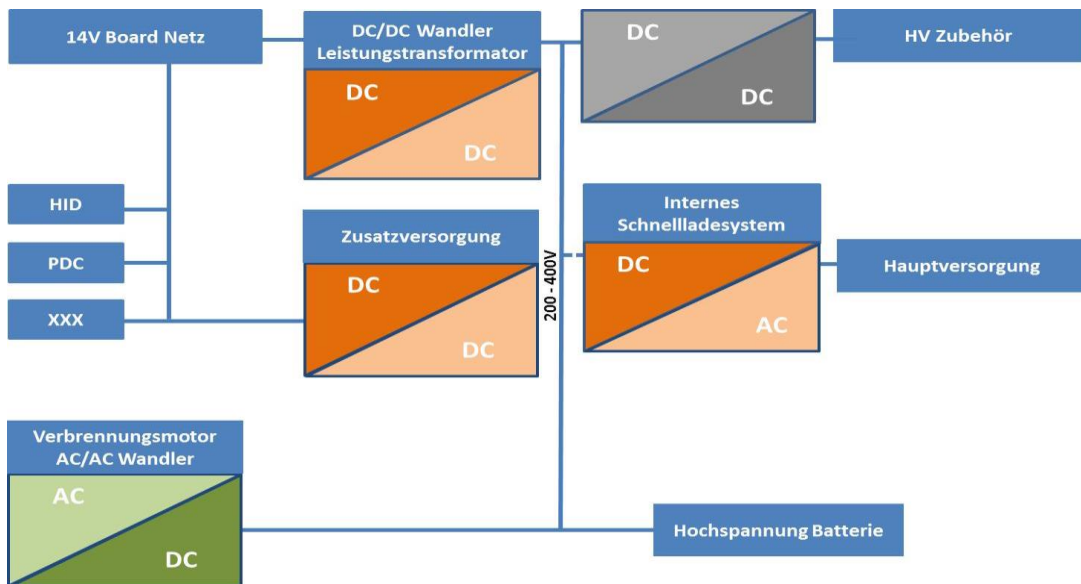 14V Board Netz
DC/DC Wandler
Leistungstransformator
DC
DC
DC
DC
HV Zubehör
HID
PDC
XXX
Zusatzversorgung
DC
DC
200 - 400V
Internes
Schnellladesystem
DC
AC
Hauptversorgung
Verbrennungsmotor
AC/AC Wandler
AC
DC
Hochspannung Batterie